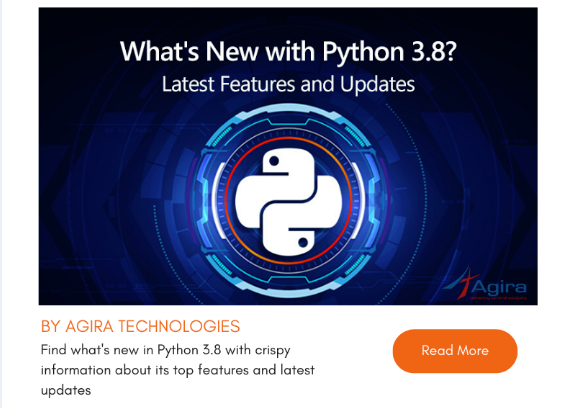 What's New with Python 3.8?
Latest Features and Updates
Agira
BY AGIRA TECHNOLOGIES
Find what's new in Python 3.8 with crispy
information about its top features and latest
updates
Read More